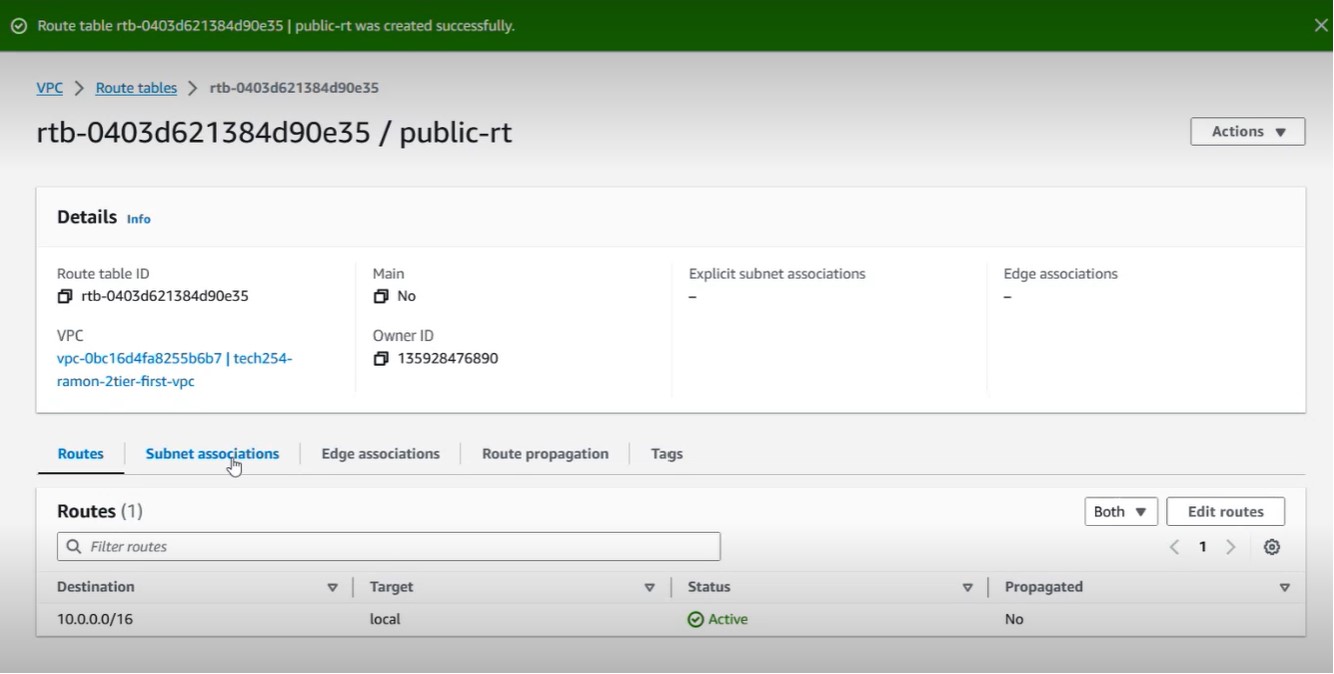 Route table rtb-0403d621384d90e35 | public-rt was created successfully.
VPC > Route tables > rtb-0403d621384d90e35
rtb-0403d621384d90e35 / public-rt
Actions
Details Info
Route table ID
rtb-0403d621384d90e35
Main
No
Explicit subnet associations
–
Edge associations
–
VPC
vpc-0bc16d4fa8255b6b7 | tech254-
ramon-2tier-first-vpc
Owner ID
135928476890
Routes Subnet associations Edge associations Route propagation Tags
Routes (1)
Both Edit routes
Filter routes
1
Destination Target Status Propagated
10.0.0.0/16 local Active No